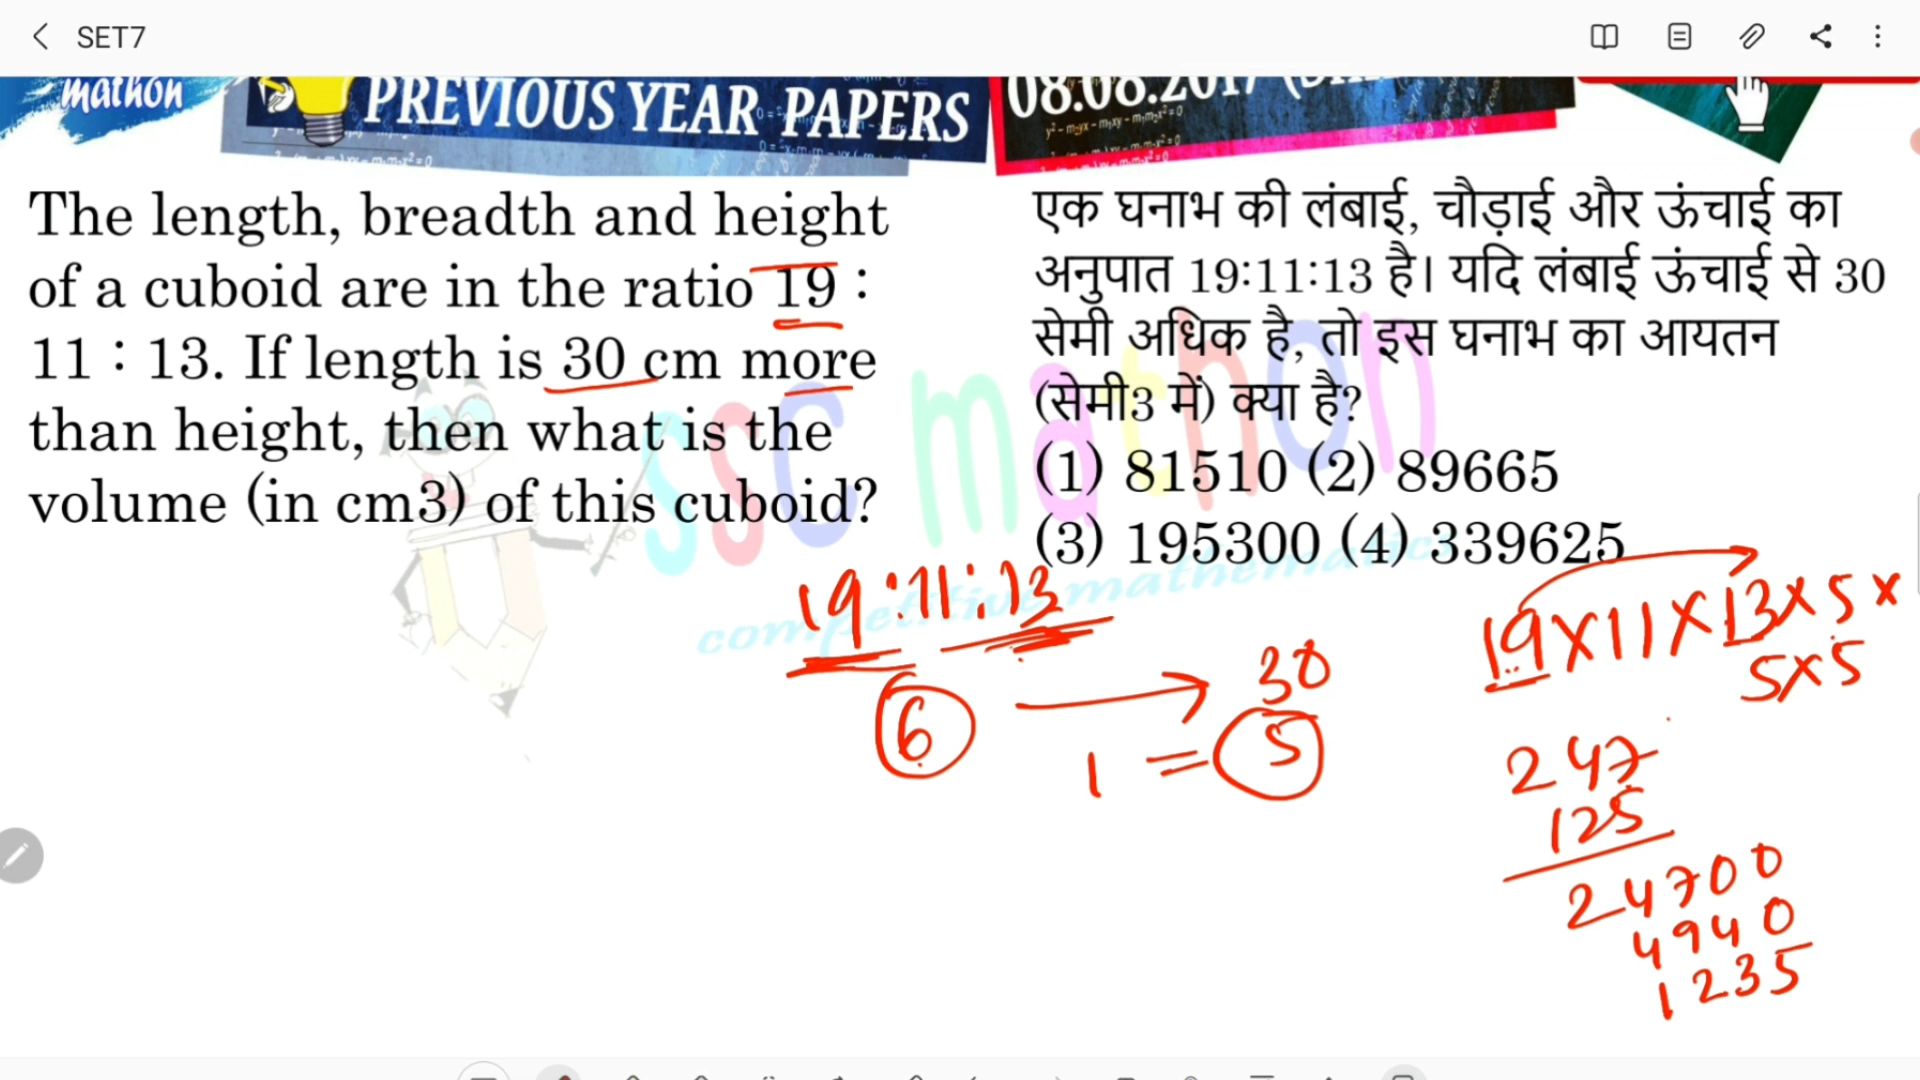 SET7
mathon
PREVIOUS YEAR PAPERS
The length, breadth and height
of a cuboid are in the ratio 19 :
11 : 13. If length is 30 cm more
than height, then what is the
volume (in cm3) of this cuboid?
एक घनाभ की लंबाई, चौड़ाई और ऊंचाई का
अनुपात 19:11:13 है। यदि लंबाई ऊंचाई से 30
सेमी अधिक है, तो इस घनाभ का आयतन
(सेमी3 में) क्या है?
(1) 81510 (2) 89665
(3) 195300 (4) 339625
ssc mathon
competitive mathematics
19:11:13
6 → 30
1 = 5
19×11×13×5×
5×5
247
125
24700
4940
1235